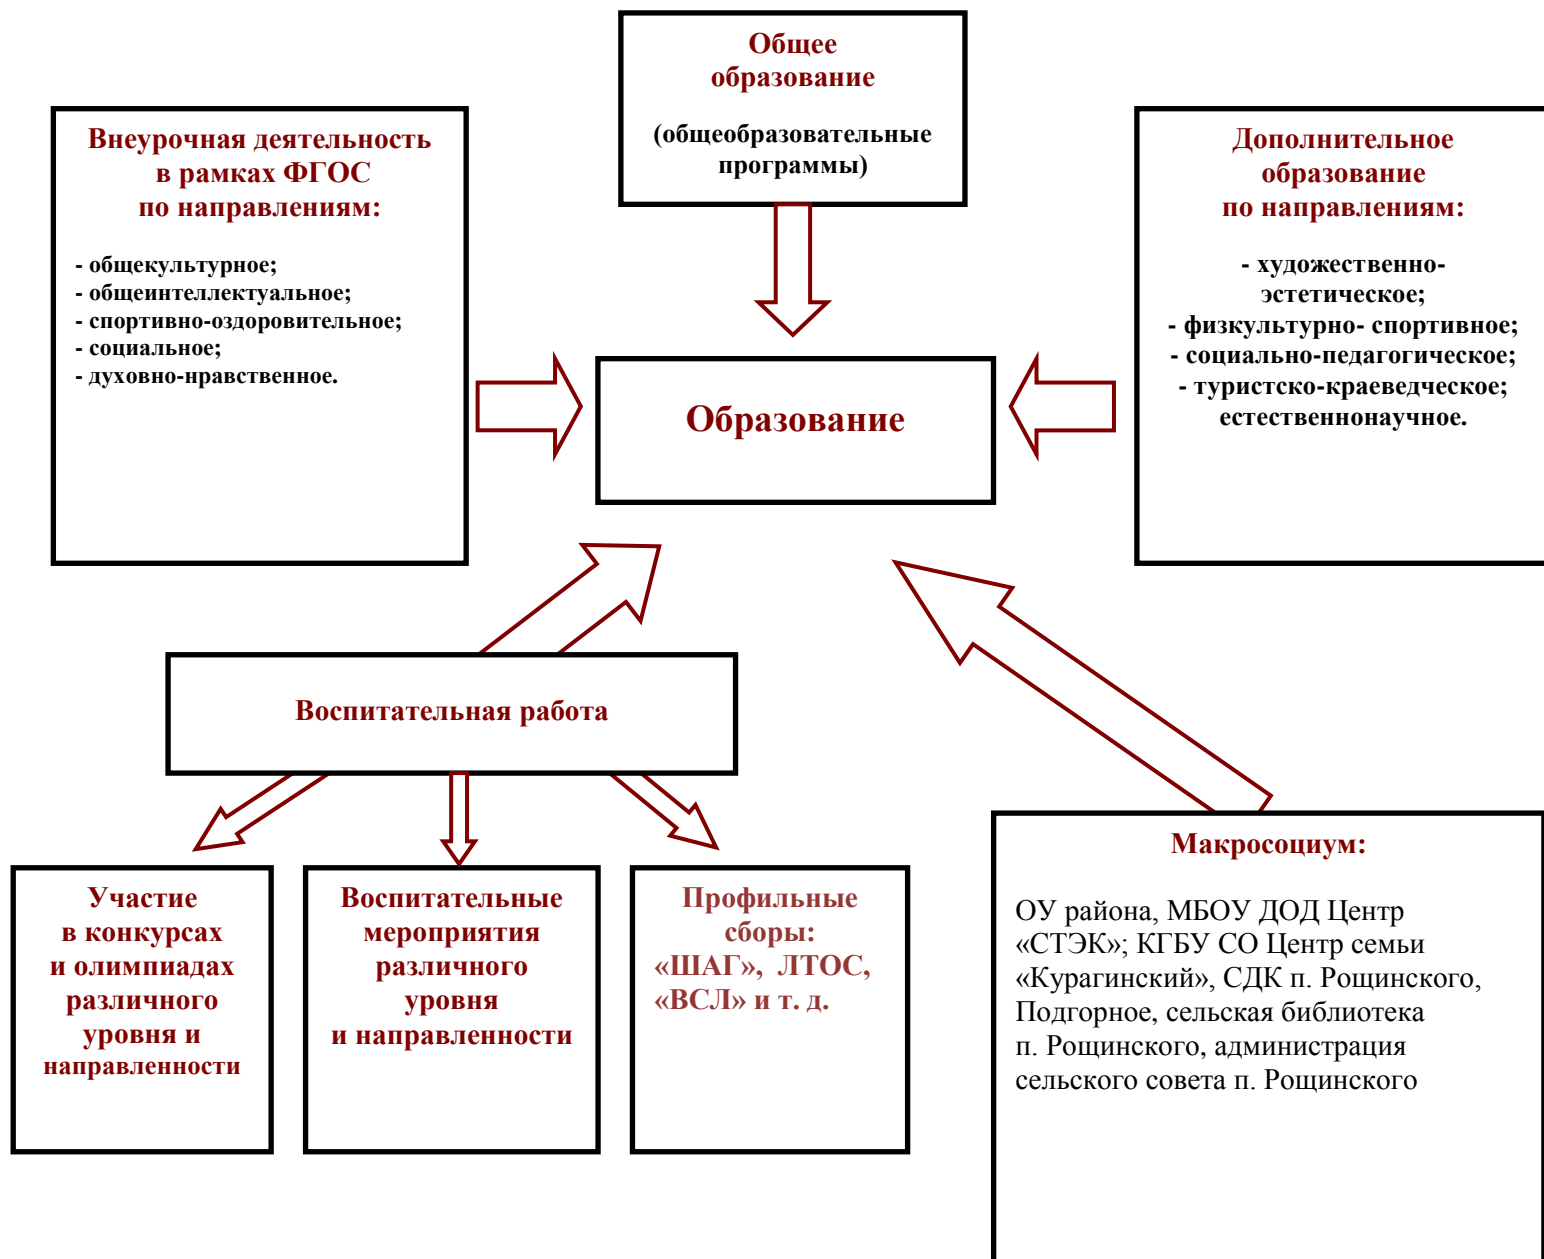 Общее
образование
(общеобразовательные
программы)
Внеурочная деятельность
в рамках ФГОС
по направлениям:
- общекультурное;
- общеинтеллектуальное;
- спортивно-оздоровительное;
- социальное;
- духовно-нравственное.
Дополнительное
образование
по направлениям:
- художественно-
эстетическое;
- физкультурно- спортивное;
- социально-педагогическое;
- туристско-краеведческое;
естественнонаучное.
Образование
Воспитательная работа
Участие
в конкурсах
и олимпиадах
различного
уровня и
направленности
Воспитательные
мероприятия
различного
уровня
и направленности
Профильные
сборы:
«ШАГ», ЛТОС,
«ВСЛ» и т. д.
Макросоциум:
ОУ района, МБОУ ДОД Центр
«СТЭК»; КГБУ СО Центр семьи
«Курагинский», СДК п. Рощинского,
Подгорное, сельская библиотека
п. Рощинского, администрация
сельского совета п. Рощинского